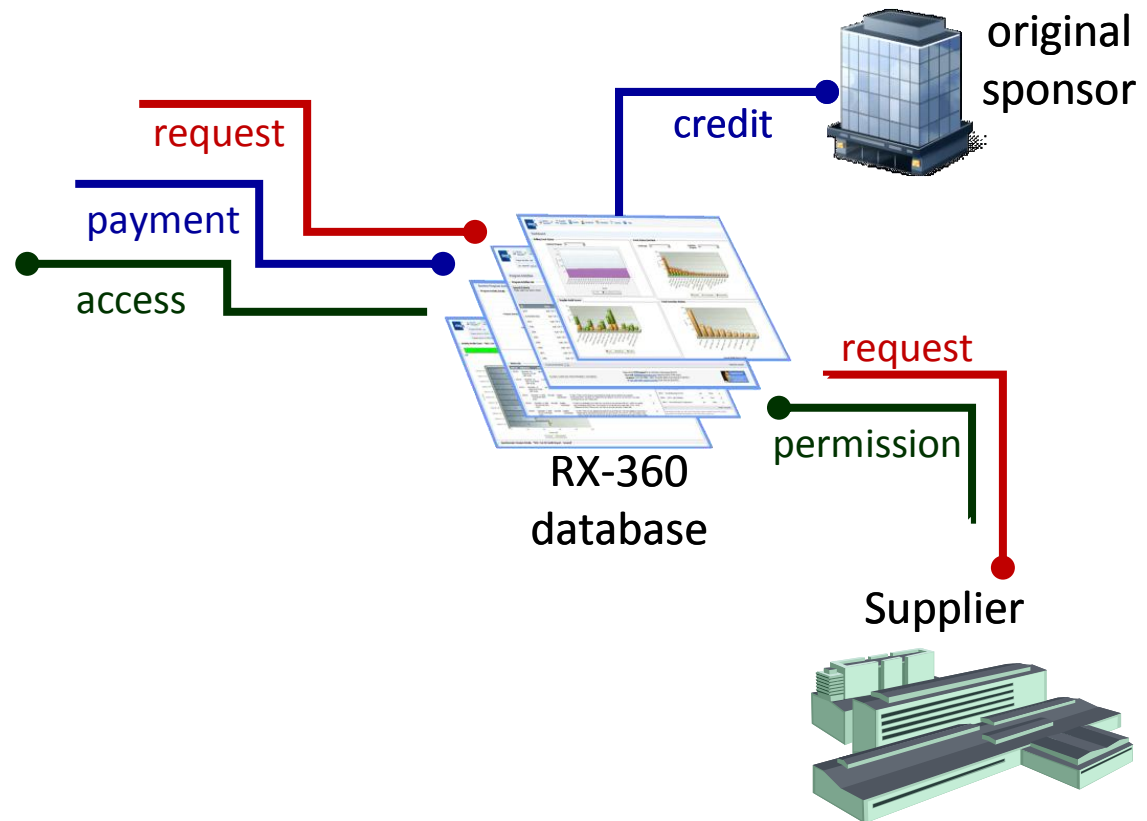 original
sponsor
credit
request
payment
access
request
permission
RX-360
database
Supplier